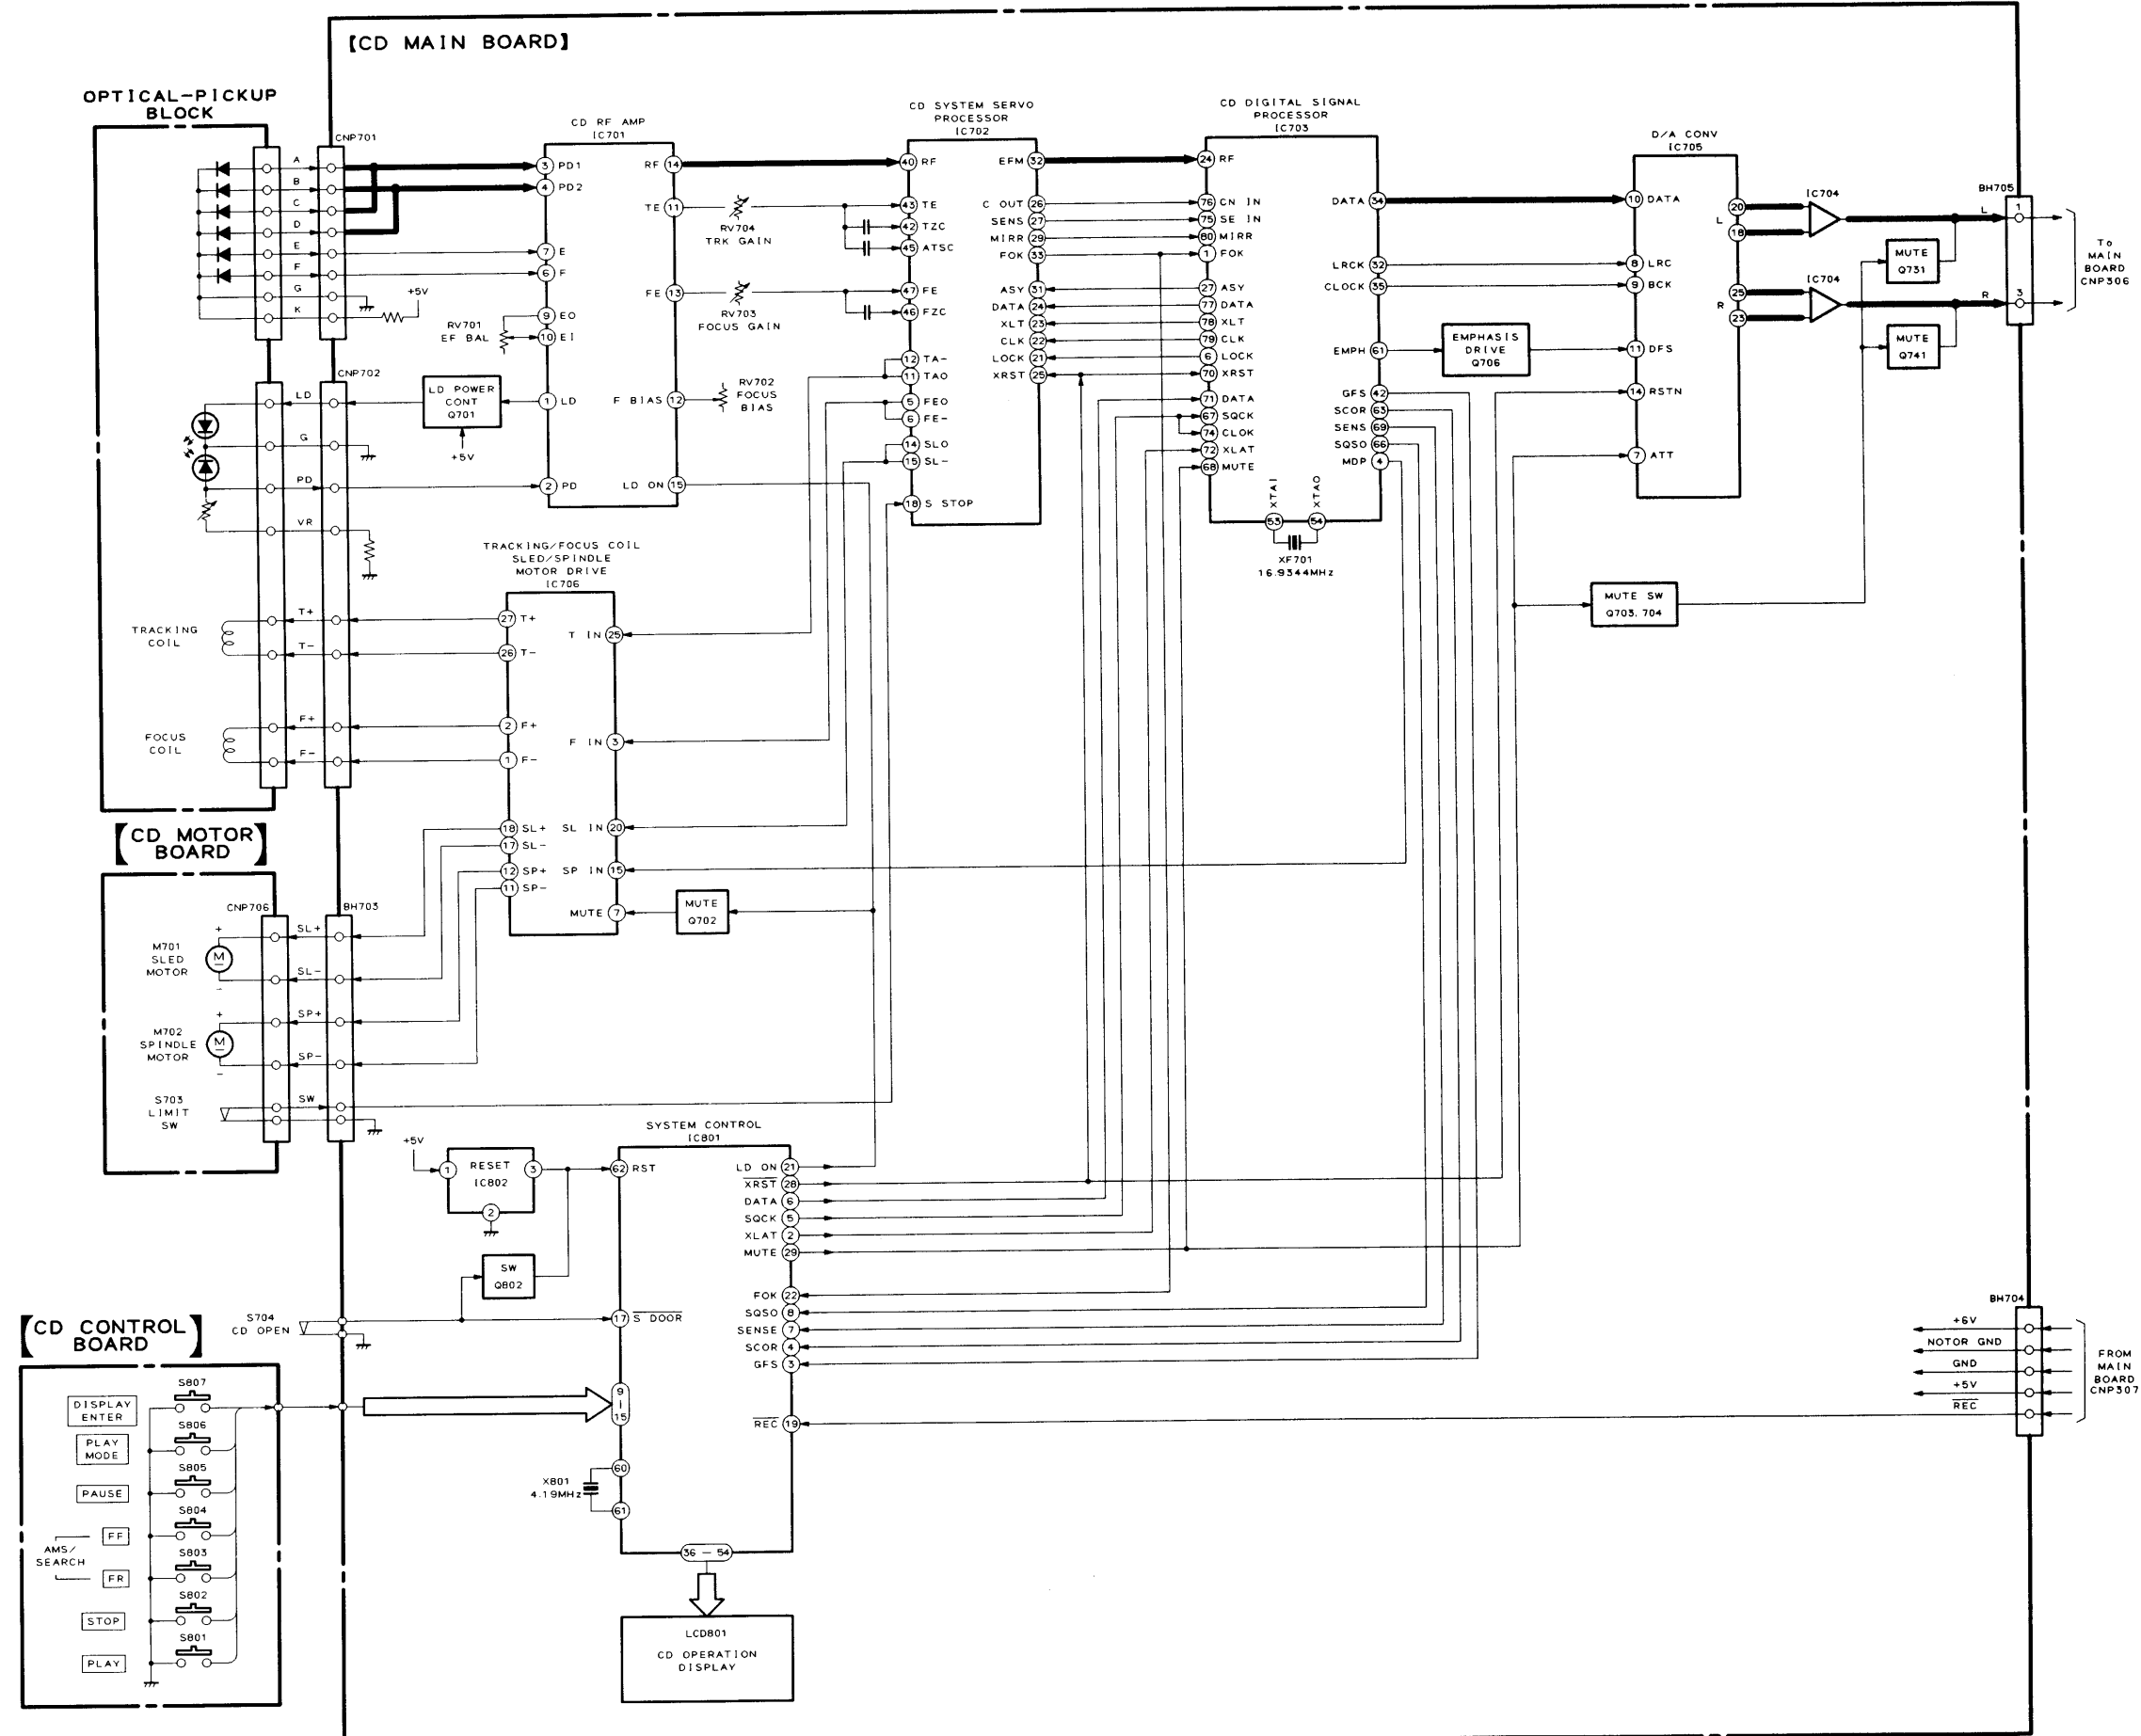 【CD MAIN BOARD】
OPTICAL-PICKUP
BLOCK
CNP701
A
B
C
D
E
F
G
K
+5V
CD RF AMP
IC701
3 PD1
4 PD2
7 E
6 F
9 EO
10 EI
1 LD
2 PD
RF 14
TE 11
FE 13
F BIAS 12
LD ON 15
RV701
EF BAL
RV704
TRK GAIN
RV703
FOCUS GAIN
RV702
FOCUS
BIAS
CNP702
LD
G
PD
VR
LD POWER
CONT
Q701
+5V
CD SYSTEM SERVO
PROCESSOR
IC702
40 RF
43 TE
42 TZC
45 ATSC
47 FE
46 FZC
12 TA-
11 TAO
5 FEO
6 FE-
14 SLO
15 SL-
18 S STOP
EFM 32
C OUT 26
SENS 27
MIRR 29
FOK 33
ASY 31
DATA 24
XLT 23
CLK 22
LOCK 21
XRST 25
CD DIGITAL SIGNAL
PROCESSOR
IC703
24 RF
76 CN IN
75 SE IN
80 MIRR
1 FOK
27 ASY
77 DATA
78 XLT
79 CLK
6 LOCK
70 XRST
71 DATA
67 SQCK
74 CLOK
72 XLAT
68 MUTE
DATA 34
LRCK 32
CLOCK 35
EMPH 61
GFS 42
SCOR 63
SENS 69
SQSO 66
MDP 4
XTAI
XTAO
53
54
XF701
16.9344MHz
EMPHASIS
DRIVE
Q706
D/A CONV
IC705
10 DATA
8 LRC
9 BCK
11 DFS
14 RSTN
7 ATT
20
L
18
25
R
23
IC704
IC704
MUTE
Q731
MUTE
Q741
L
R
BH705
1
3
To
MAIN
BOARD
CNP306
MUTE SW
Q703, 704
TRACKING/FOCUS COIL
SLED/SPINDLE
MOTOR DRIVE
IC706
27 T+
26 T-
2 F+
1 F-
18 SL+
17 SL-
12 SP+
11 SP-
T IN 25
F IN 3
SL IN 20
SP IN 15
MUTE 7
MUTE
Q702
TRACKING
COIL
T+
T-
FOCUS
COIL
F+
F-
【CD MOTOR
BOARD】
CNP706
BH703
M701
SLED
MOTOR
+
M
-
SL+
SL-
M702
SPINDLE
MOTOR
+
M
-
SP+
SP-
S703
LIMIT
SW
SW
+5V
1
RESET
IC802
3
2
SW
Q802
S704
CD OPEN
SYSTEM CONTROL
IC801
62 RST
17 S DOOR
9
|
15
60
61
X801
4.19MHz
LD ON 21
XRST 28
DATA 6
SQCK 5
XLAT 2
MUTE 29
FOK 22
SQSO 8
SENSE 7
SCOR 4
GFS 3
REC 19
36 - 54
LCD801
CD OPERATION
DISPLAY
【CD CONTROL
BOARD】
DISPLAY
ENTER
S807
PLAY
MODE
S806
PAUSE
S805
AMS/
SEARCH
FF
S804
FR
S803
STOP
S802
PLAY
S801
BH704
+6V
NOTOR GND
GND
+5V
REC
FROM
MAIN
BOARD
CNP307